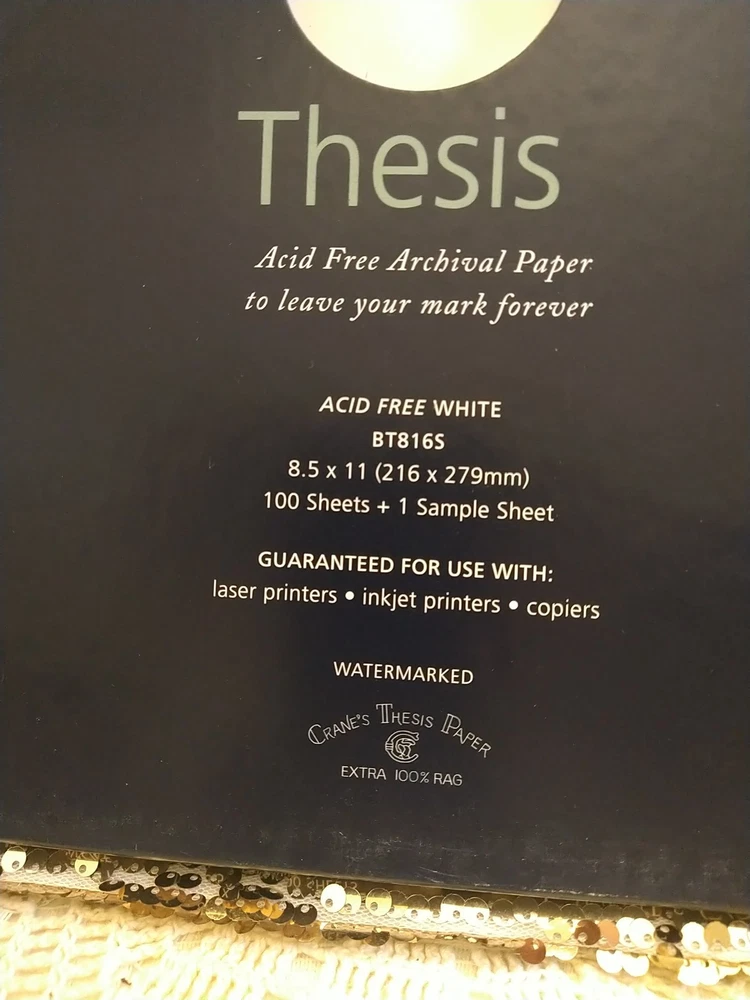 Thesis
Acid Free Archival Paper
to leave your mark forever
ACID FREE WHITE
BT816S
8.5 x 11 (216 x 279mm)
100 Sheets + 1 Sample Sheet
GUARANTEED FOR USE WITH:
laser printers • inkjet printers • copiers
WATERMARKED
CRANE'S THESIS PAPER
EXTRA 100% RAG